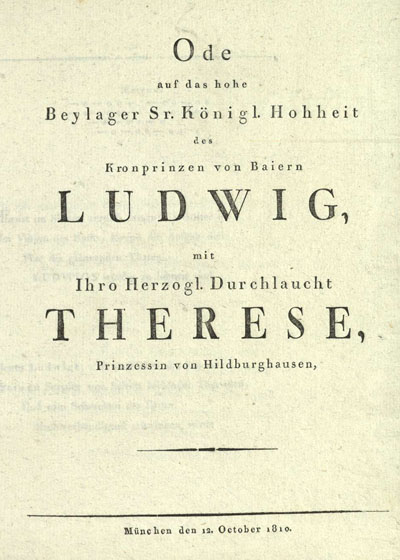 Ode
auf das hohe
Beylager Sr. Königl. Hohheit
des
Kronprinzen von Baiern
LUDWIG,
mit
Ihro Herzogl. Durchlaucht
THERESE,
Prinzessin von Hildburghausen,
München den 12. October 1810.